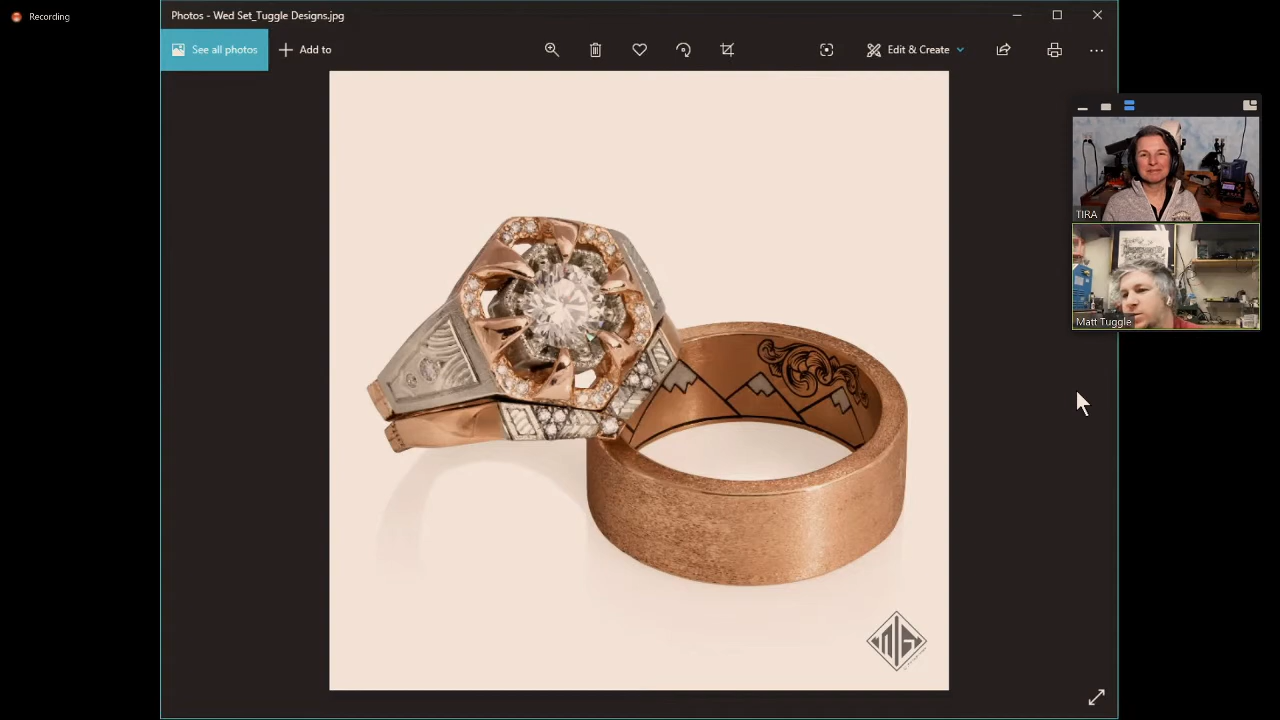 Recording
Photos - Wed Set_Tuggle Designs.jpg
See all photos
Add to
Edit & Create
TIRA
Matt Tuggle